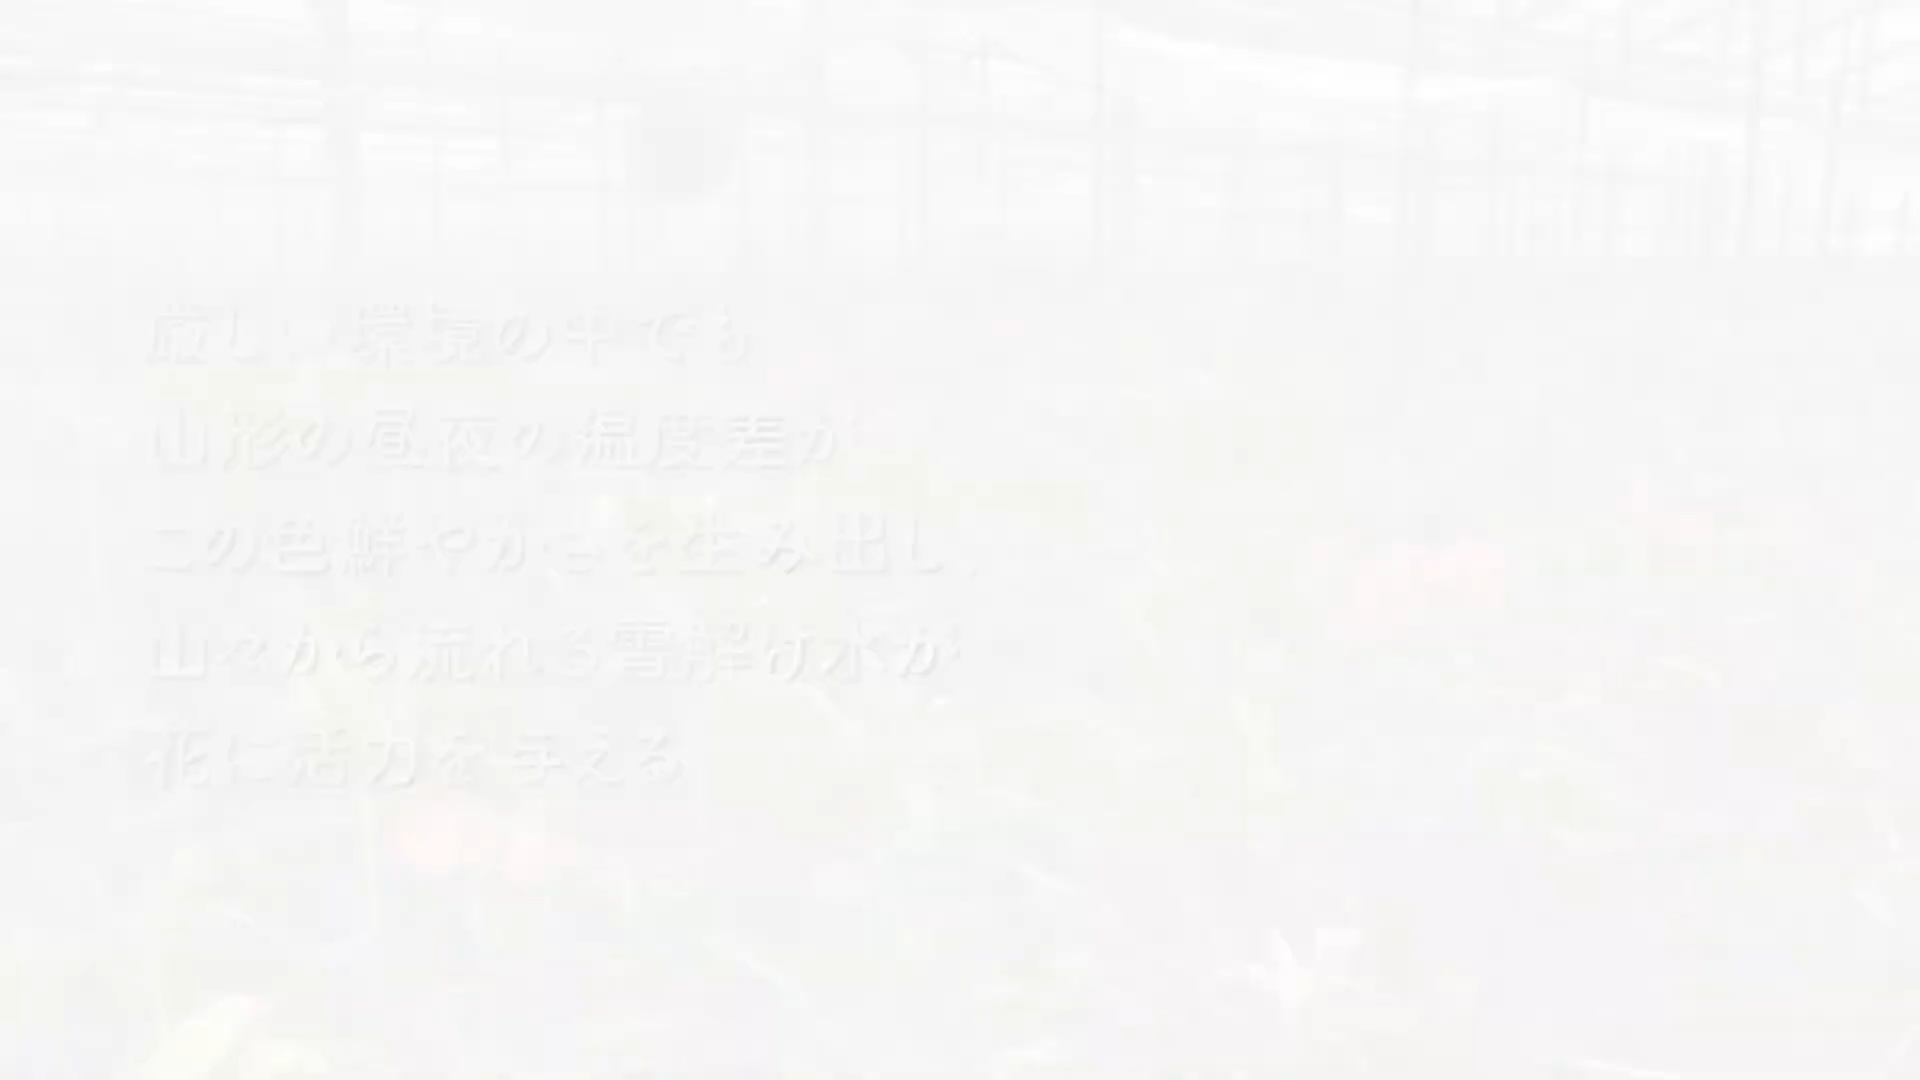 厳しい環境の中でも
山形の昼夜の温度差が
この色鮮やかさを生み出し、
山々から流れる雪解け水が
花に活力を与える